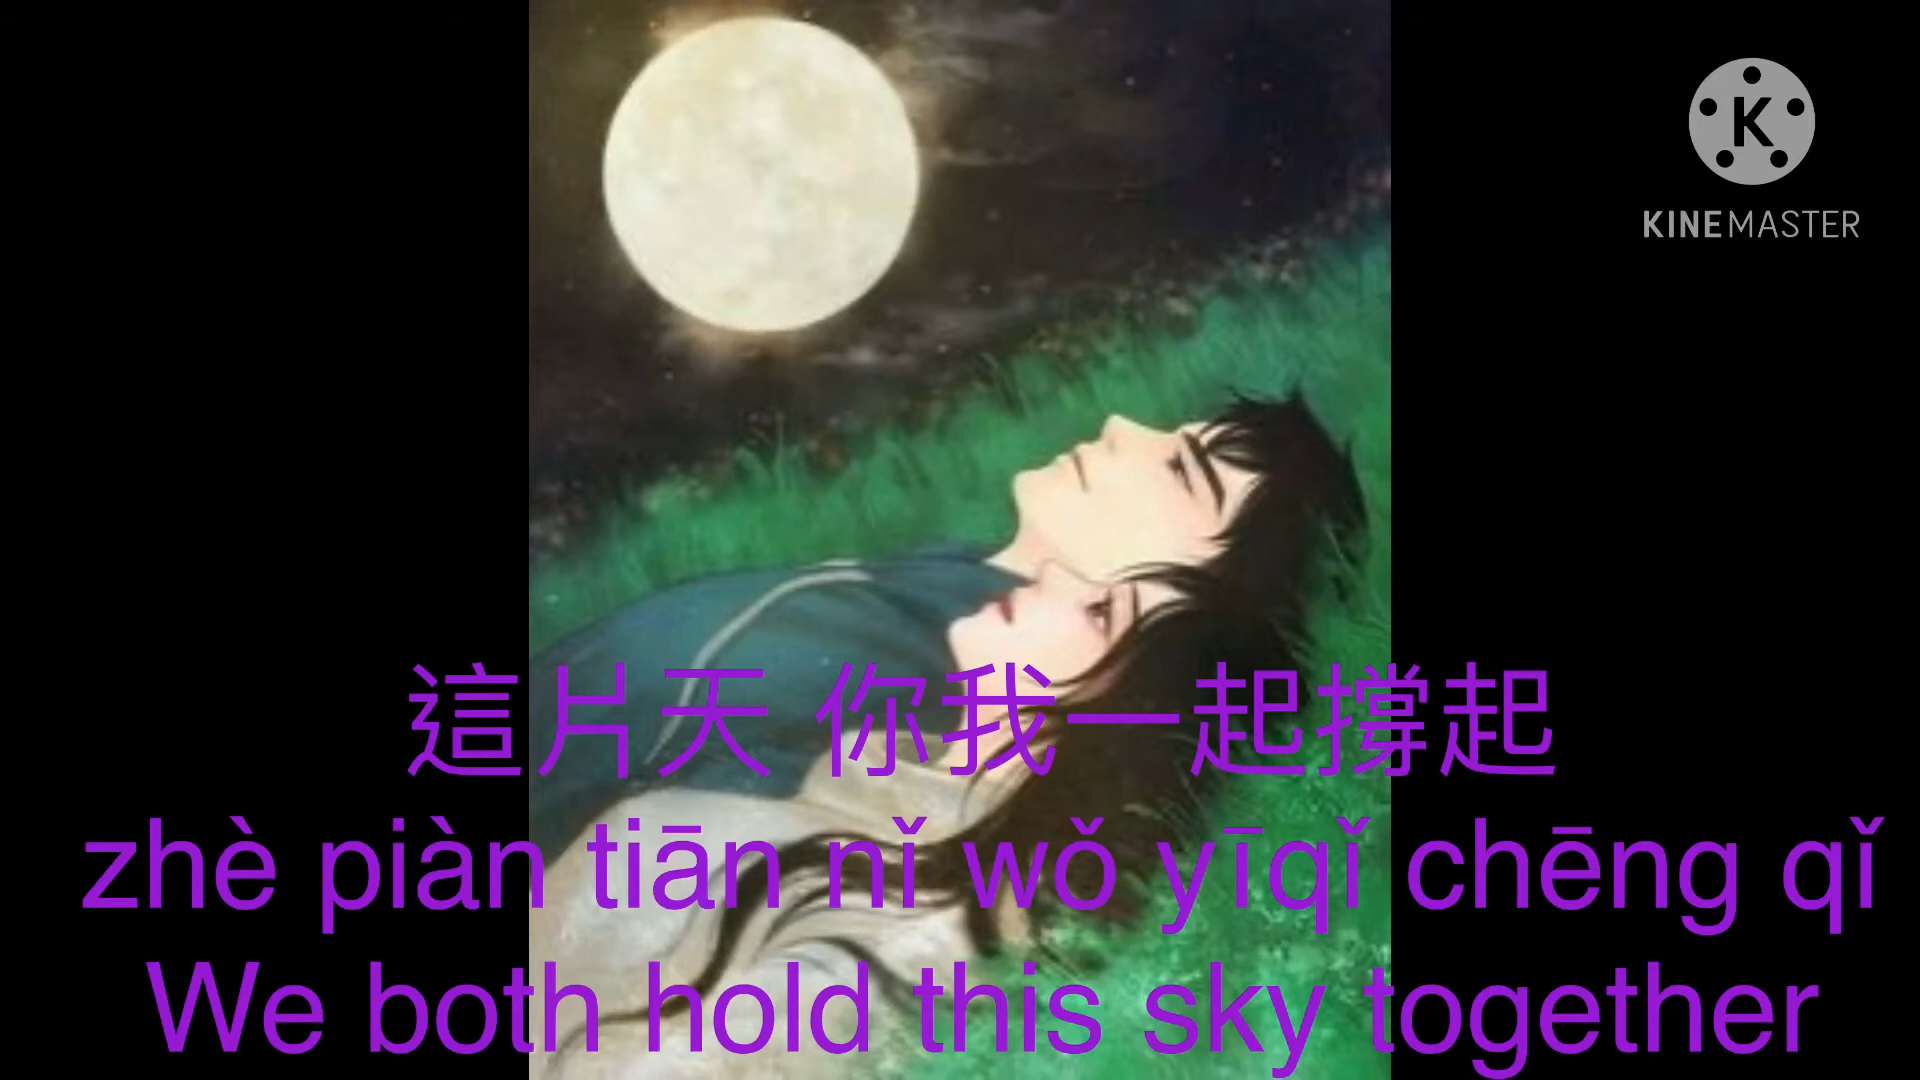 K
KINEMASTER
這片天 你我一起撐起
zhè piàn tiān nǐ wǒ yīqǐ chēng qǐ
We both hold this sky together